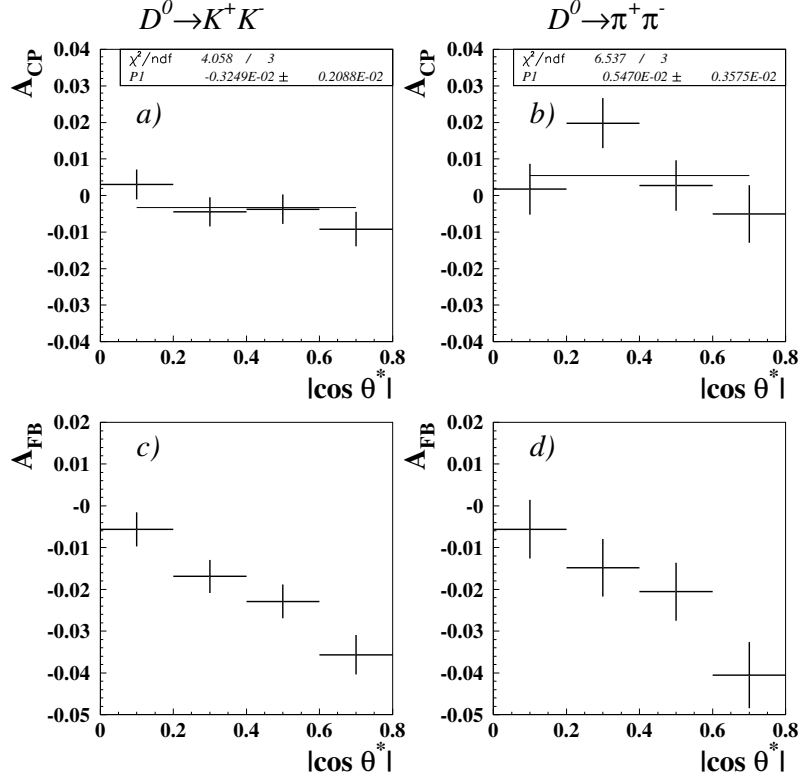 D⁰→K⁺K⁻
D⁰→π⁺π⁻
A_CP
0.04
0.03
0.02
0.01
0
-0.01
-0.02
-0.03
-0.04
χ²/ndf 4.058 / 3
P1 -0.3249E-02 ± 0.2088E-02
a)
0 0.2 0.4 0.6 0.8
|cos θ*|
A_CP
0.04
0.03
0.02
0.01
0
-0.01
-0.02
-0.03
-0.04
χ²/ndf 6.537 / 3
P1 0.5470E-02 ± 0.3575E-02
b)
0 0.2 0.4 0.6 0.8
|cos θ*|
A_FB
0.02
0.01
-0
-0.01
-0.02
-0.03
-0.04
-0.05
c)
0 0.2 0.4 0.6 0.8
|cos θ*|
A_FB
0.02
0.01
-0
-0.01
-0.02
-0.03
-0.04
-0.05
d)
0 0.2 0.4 0.6 0.8
|cos θ*|